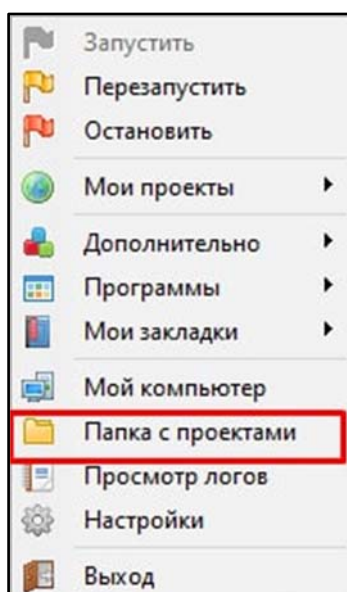 Запустить
Перезапустить
Остановить
Мои проекты
Дополнительно
Программы
Мои закладки
Мой компьютер
Папка с проектами
Просмотр логов
Настройки
Выход